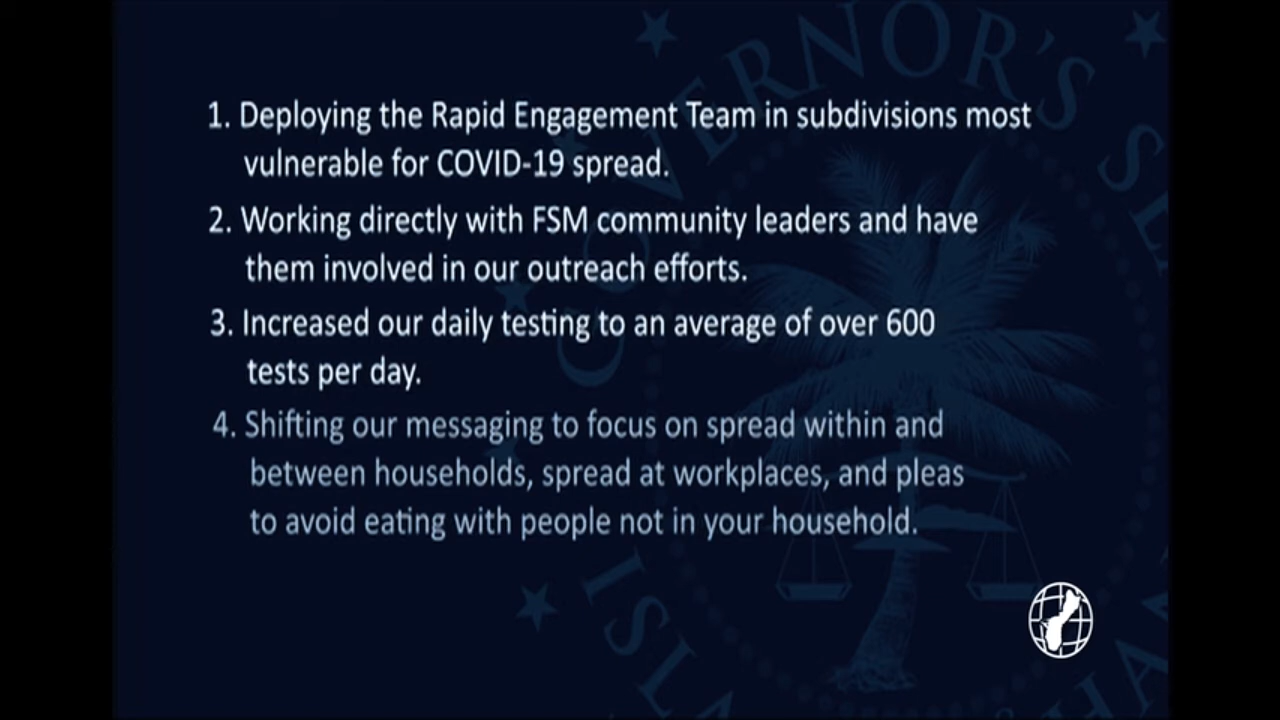 GOVERNOR'S
1. Deploying the Rapid Engagement Team in subdivisions most
vulnerable for COVID-19 spread.
2. Working directly with FSM community leaders and have
them involved in our outreach efforts.
3. Increased our daily testing to an average of over 600
tests per day.
4. Shifting our messaging to focus on spread within and
between households, spread at workplaces, and pleas
to avoid eating with people not in your household.